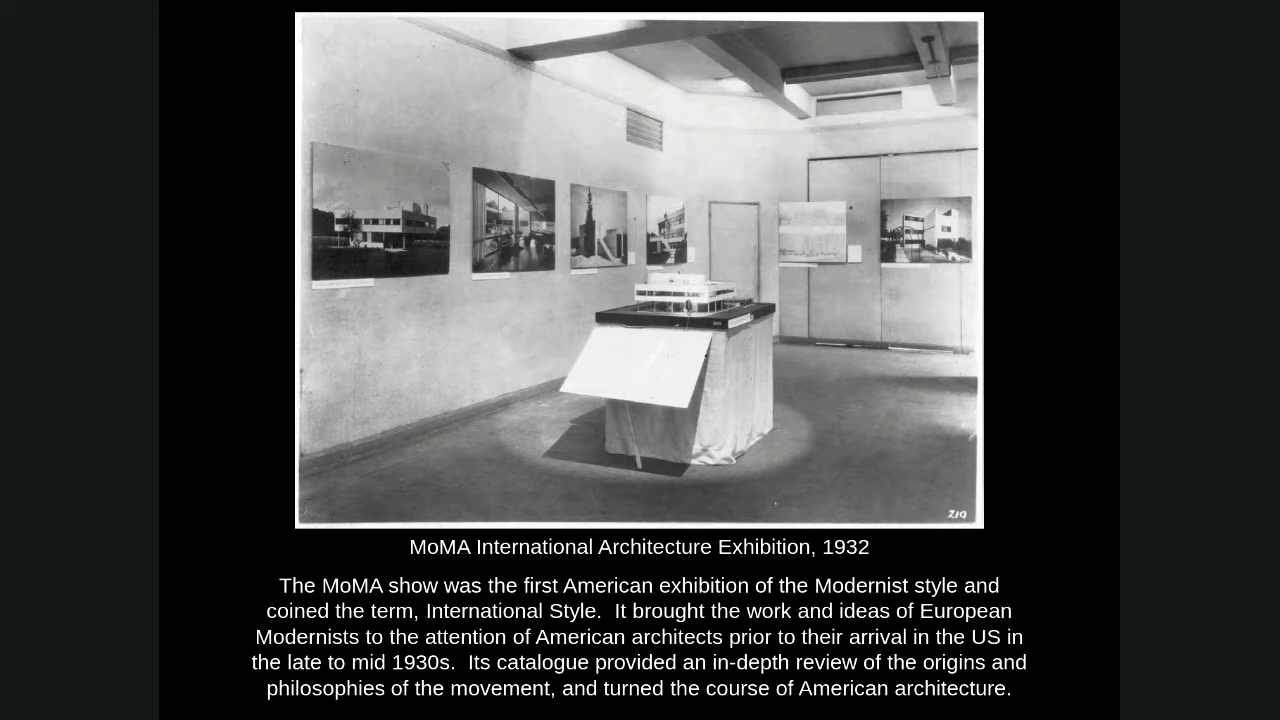 210
MoMA International Architecture Exhibition, 1932
The MoMA show was the first American exhibition of the Modernist style and
coined the term, International Style.  It brought the work and ideas of European
Modernists to the attention of American architects prior to their arrival in the US in
the late to mid 1930s.  Its catalogue provided an in-depth review of the origins and
philosophies of the movement, and turned the course of American architecture.